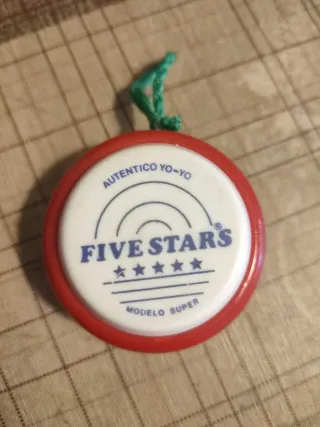 AUTENTICO YO-YO
FIVE STARS®
MODELO SUPER